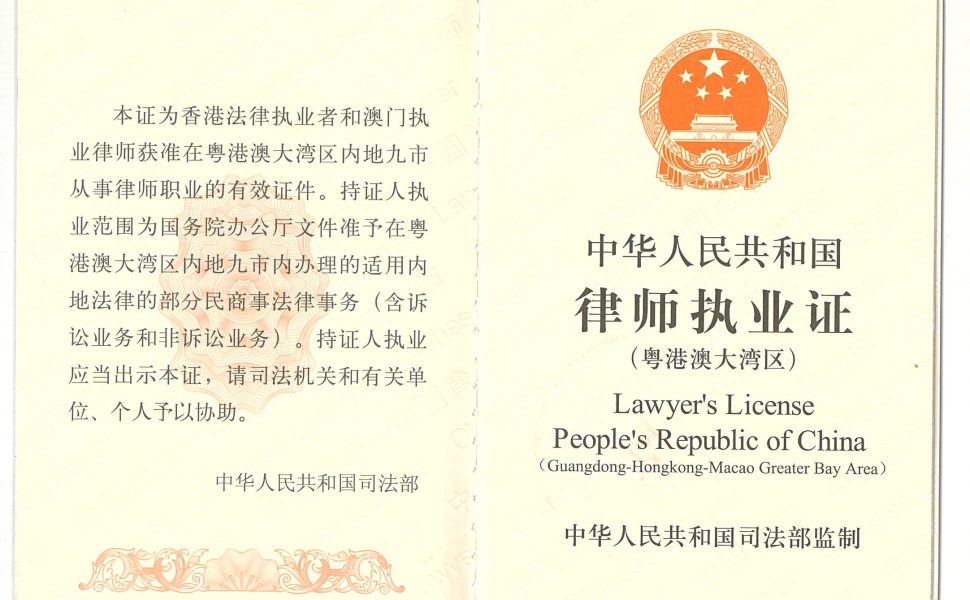 本证为香港法律执业者和澳门执
业律师获准在粤港澳大湾区内地九市
从事律师职业的有效证件。持证人执
业范围为国务院办公厅文件准予在粤
港澳大湾区内地九市内办理的适用内
地法律的部分民商事法律事务（含诉
讼业务和非诉讼业务）。持证人执业
应当出示本证，请司法机关和有关单
位、个人予以协助。
中华人民共和国司法部
中华人民共和国
律师执业证
（粤港澳大湾区）
Lawyer's License
People's Republic of China
（Guangdong-Hongkong-Macao Greater Bay Area）
中华人民共和国司法部监制